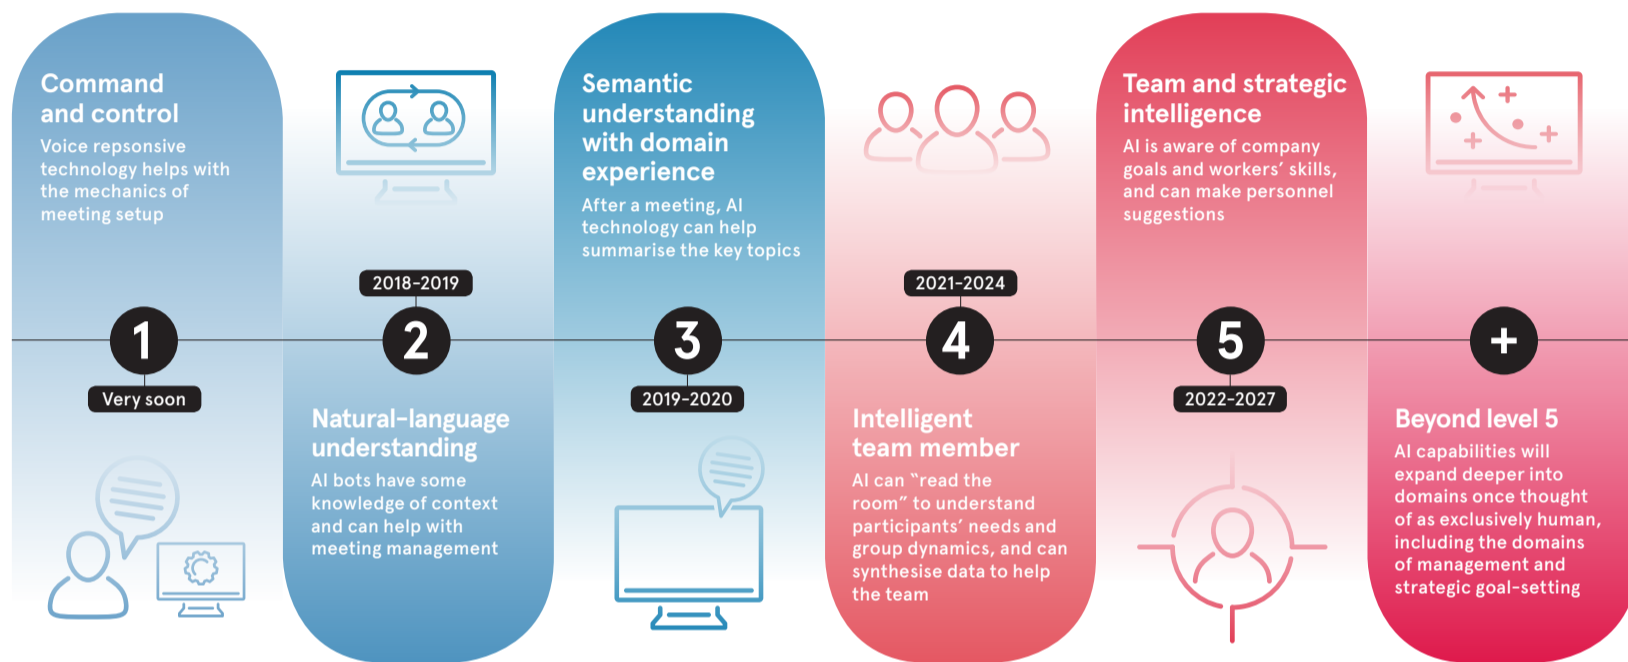 Command
and control
Voice repsonsive
technology helps with
the mechanics of
meeting setup
1
Very soon
2018-2019
2
Natural-language
understanding
AI bots have some
knowledge of context
and can help with
meeting management
Semantic
understanding
with domain
experience
After a meeting, AI
technology can help
summarise the key topics
3
2019-2020
2021-2024
4
Intelligent
team member
AI can “read the
room” to understand
participants’ needs and
group dynamics, and can
synthesise data to help
the team
Team and strategic
intelligence
AI is aware of company
goals and workers’ skills,
and can make personnel
suggestions
5
2022-2027
+
Beyond level 5
AI capabilities will
expand deeper into
domains once thought
of as exclusively human,
including the domains
of management and
strategic goal-setting